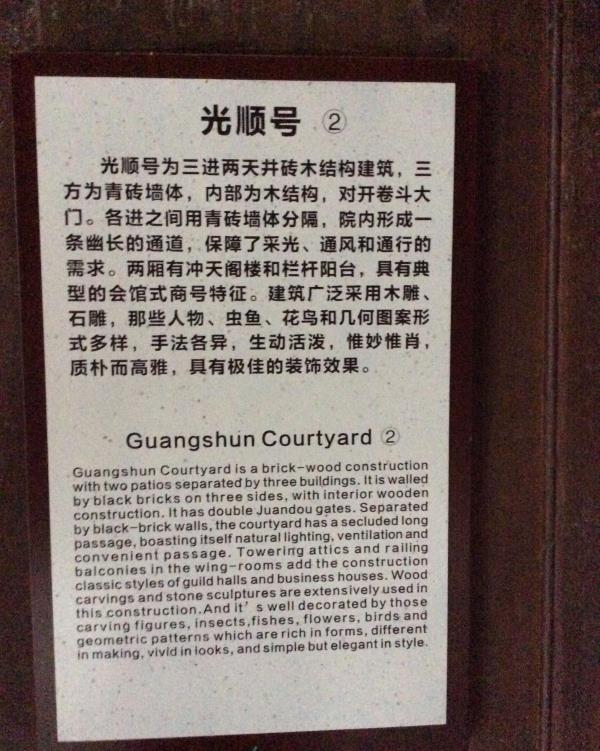 光顺号 ②
光顺号为三进两天井砖木结构建筑，三
方为青砖墙体，内部为木结构，对开卷斗大
门。各进之间用青砖墙体分隔，院内形成一
条幽长的通道，保障了采光、通风和通行的
需求。两厢有冲天阁楼和栏杆阳台，具有典
型的会馆式商号特征。建筑广泛采用木雕、
石雕，那些人物、虫鱼、花鸟和几何图案形
式多样，手法各异，生动活泼，惟妙惟肖，
质朴而高雅，具有极佳的装饰效果。
Guangshun Courtyard ②
Guangshun Courtyard is a brick-wood construction
with two patios separated by three buildings. It is walled
by black bricks on three sides, with interior wooden
construction. It has double Juandou gates. Separated
by black-brick walls, the courtyard has a secluded long
passage, boasting itself natural lighting, ventilation and
convenient passage. Towering attics and railing
balconies in the wing-rooms add the construction
classic styles of guild halls and business houses. Wood
carvings and stone sculptures are extensively used in
this construction.And it's well decorated by those
carving figures, insects,fishes, flowers, birds and
geometric patterns which are rich in forms, different
in making, vivid in looks, and simple but elegant in style.